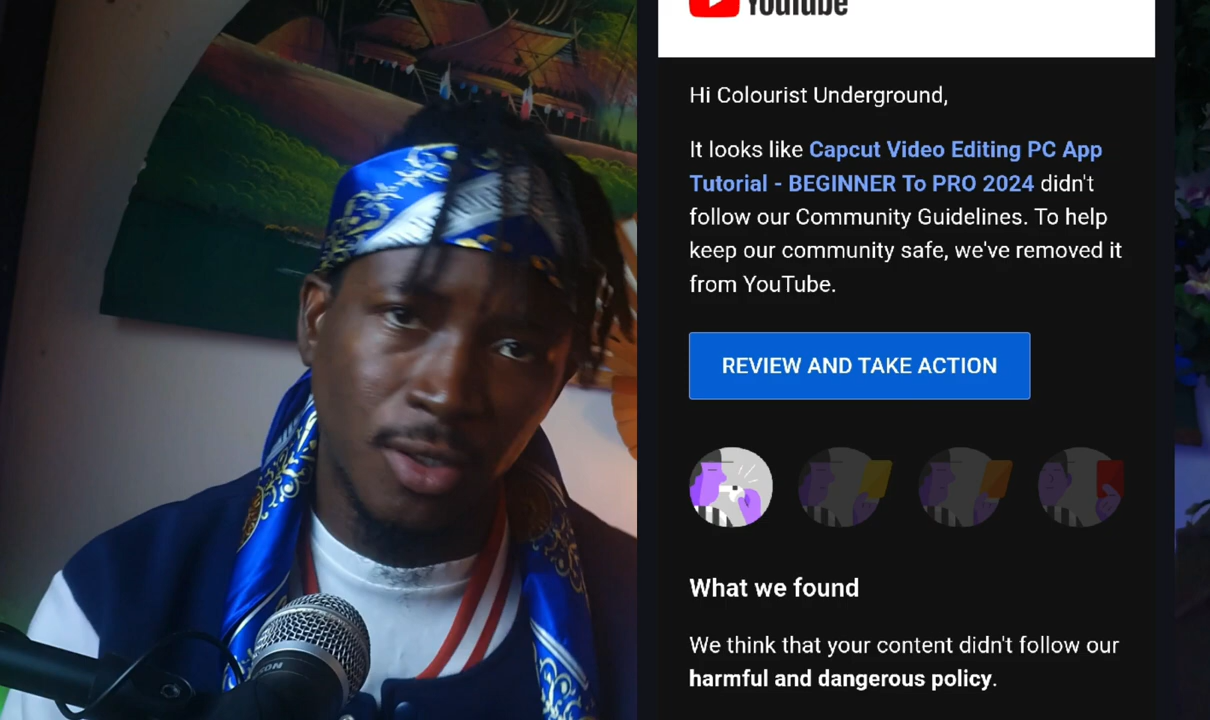 YouTube
Hi Colourist Underground,
It looks like Capcut Video Editing PC App
Tutorial - BEGINNER To PRO 2024 didn't
follow our Community Guidelines. To help
keep our community safe, we've removed it
from YouTube.
REVIEW AND TAKE ACTION
What we found
We think that your content didn't follow our
harmful and dangerous policy.